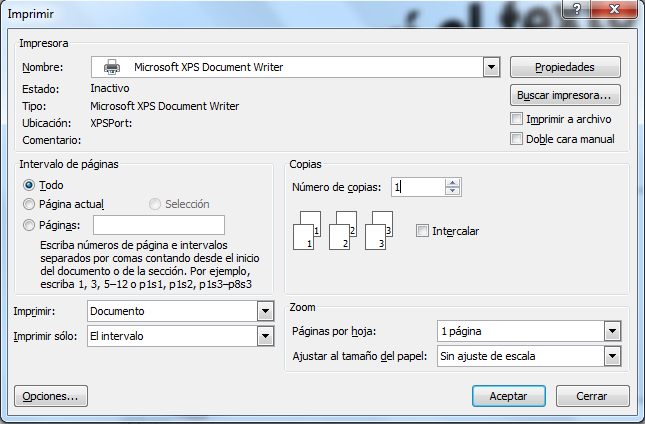 Imprimir
Impresora
Nombre: Microsoft XPS Document Writer Propiedades
Estado: Inactivo Buscar impresora...
Tipo: Microsoft XPS Document Writer
Ubicación: XPSPort: Imprimir a archivo
Comentario: Doble cara manual
Intervalo de páginas Copias
Todo Número de copias: 1
Página actual Selección
Páginas:
1 1 2 2 3 3 Intercalar
Escriba números de página e intervalos
separados por comas contando desde el inicio
del documento o de la sección. Por ejemplo,
escriba 1, 3, 5–12 o p1s1, p1s2, p1s3–p8s3
Imprimir: Documento Zoom
Imprimir sólo: El intervalo Páginas por hoja: 1 página
Ajustar al tamaño del papel: Sin ajuste de escala
Opciones... Aceptar Cerrar